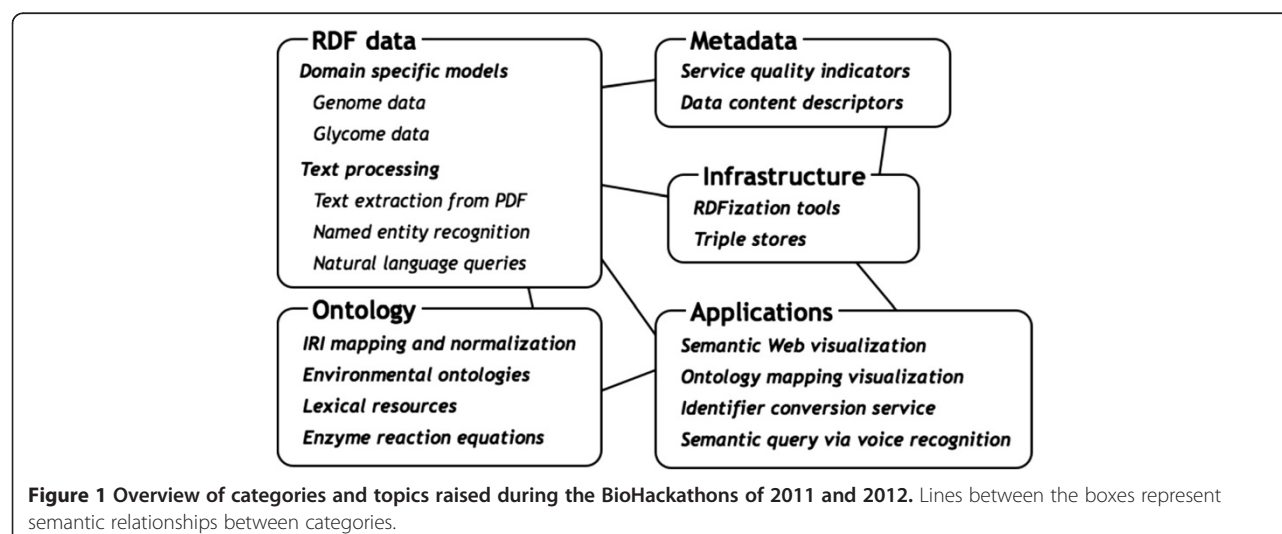 RDF data
Domain specific models
Genome data
Glycome data
Text processing
Text extraction from PDF
Named entity recognition
Natural language queries
Metadata
Service quality indicators
Data content descriptors
Infrastructure
RDFization tools
Triple stores
Ontology
IRI mapping and normalization
Environmental ontologies
Lexical resources
Enzyme reaction equations
Applications
Semantic Web visualization
Ontology mapping visualization
Identifier conversion service
Semantic query via voice recognition
Figure 1 Overview of categories and topics raised during the BioHackathons of 2011 and 2012. Lines between the boxes represent
semantic relationships between categories.